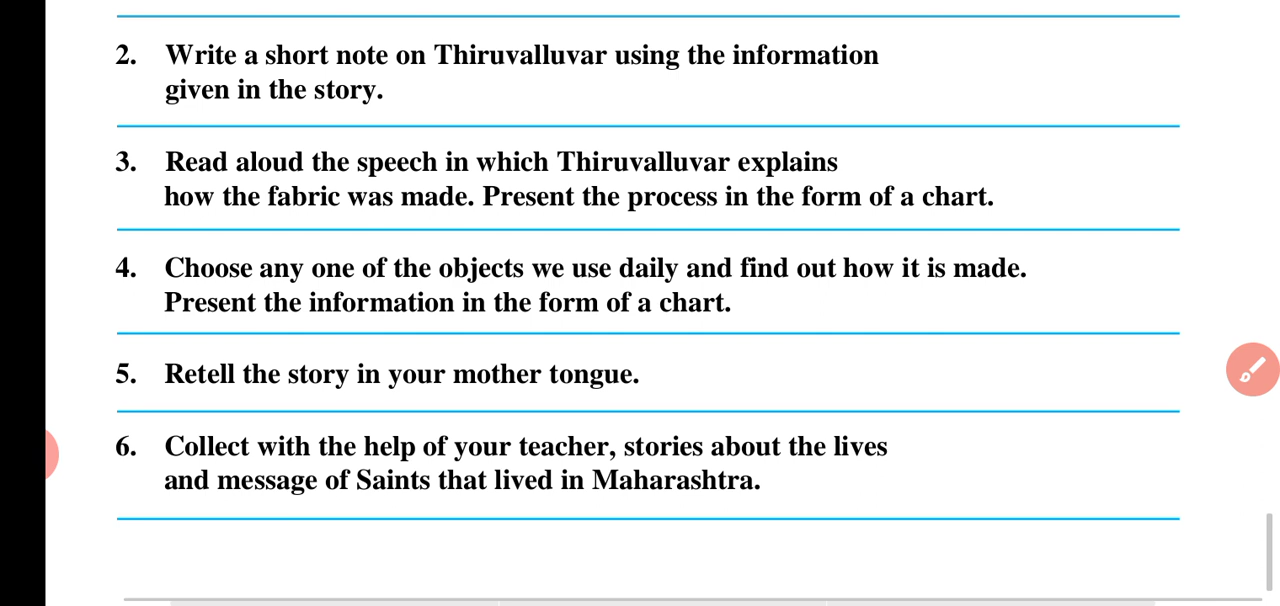 2. Write a short note on Thiruvalluvar using the information
given in the story.
3. Read aloud the speech in which Thiruvalluvar explains
how the fabric was made. Present the process in the form of a chart.
4. Choose any one of the objects we use daily and find out how it is made.
Present the information in the form of a chart.
5. Retell the story in your mother tongue.
6. Collect with the help of your teacher, stories about the lives
and message of Saints that lived in Maharashtra.